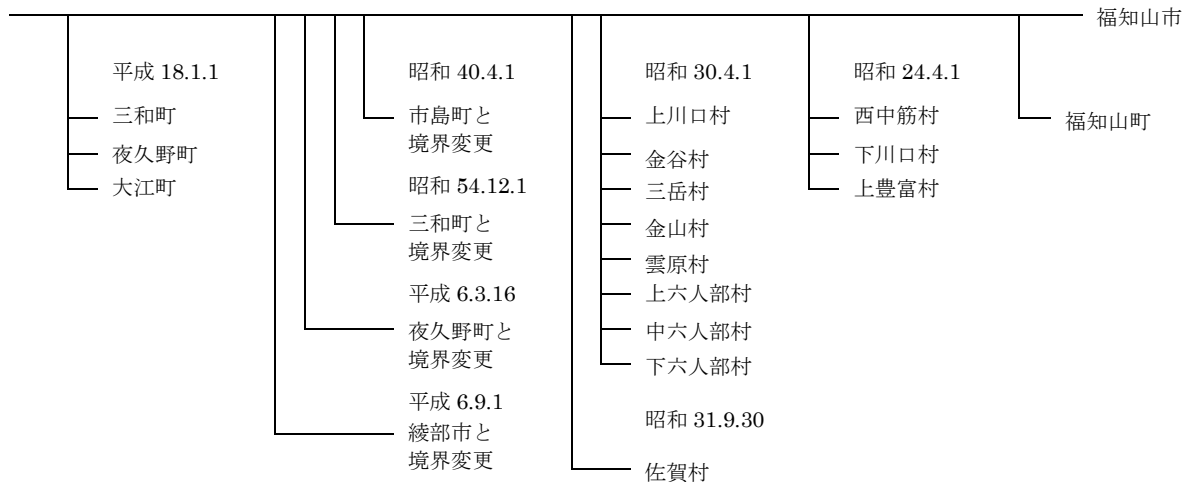 福知山市
福知山町
昭和 24.4.1
西中筋村
下川口村
上豊富村
昭和 30.4.1
上川口村
金谷村
三岳村
金山村
雲原村
上六人部村
中六人部村
下六人部村
昭和 31.9.30
佐賀村
昭和 40.4.1
市島町と
境界変更
昭和 54.12.1
三和町と
境界変更
平成 6.3.16
夜久野町と
境界変更
平成 6.9.1
綾部市と
境界変更
平成 18.1.1
三和町
夜久野町
大江町